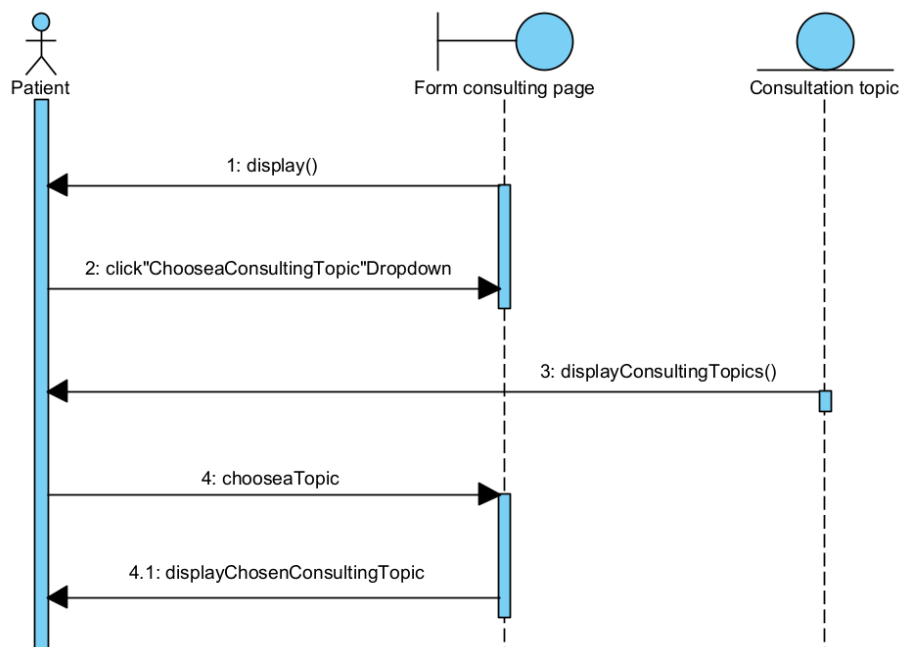 Patient
Form consulting page
Consultation topic
1: display()
2: click"ChooseaConsultingTopic"Dropdown
3: displayConsultingTopics()
4: chooseaTopic
4.1: displayChosenConsultingTopic